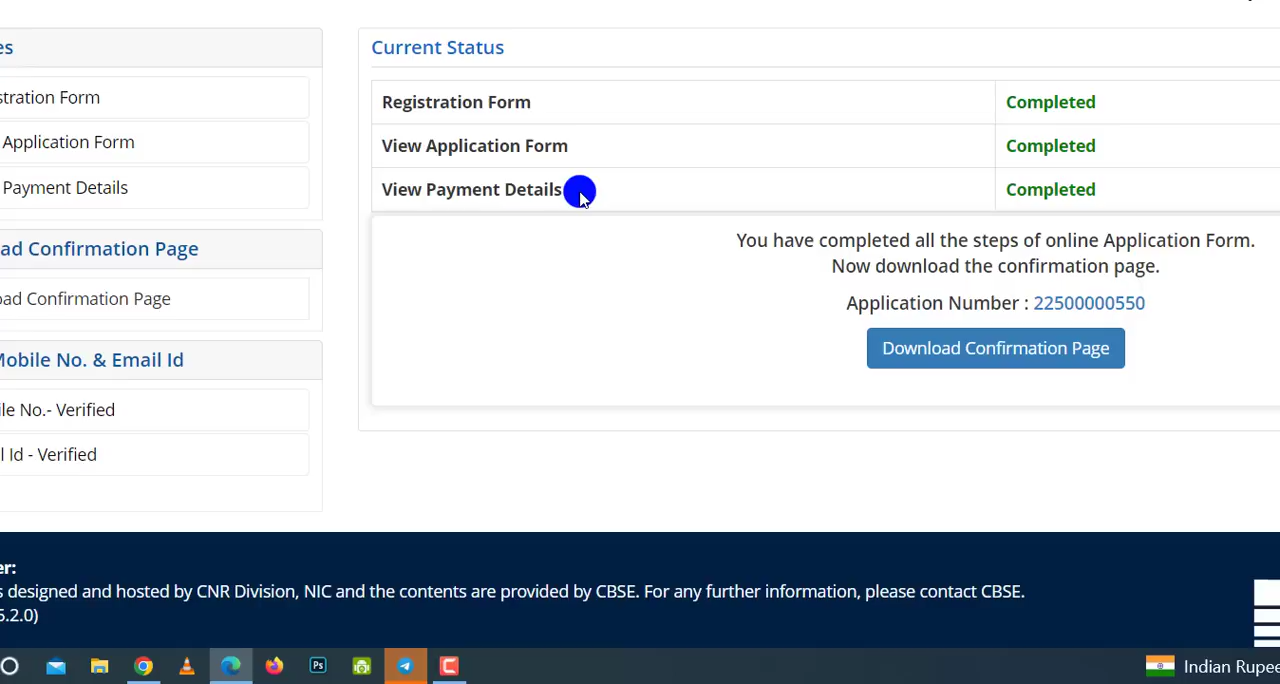 es
stration Form
Application Form
Payment Details
ad Confirmation Page
oad Confirmation Page
Mobile No. & Email Id
ile No.- Verified
l Id - Verified
Current Status
Registration Form Completed
View Application Form Completed
View Payment Details Completed
You have completed all the steps of online Application Form.
Now download the confirmation page.
Application Number : 22500000550
Download Confirmation Page
er:
s designed and hosted by CNR Division, NIC and the contents are provided by CBSE. For any further information, please contact CBSE.
5.2.0)
Ps
Indian Rupee